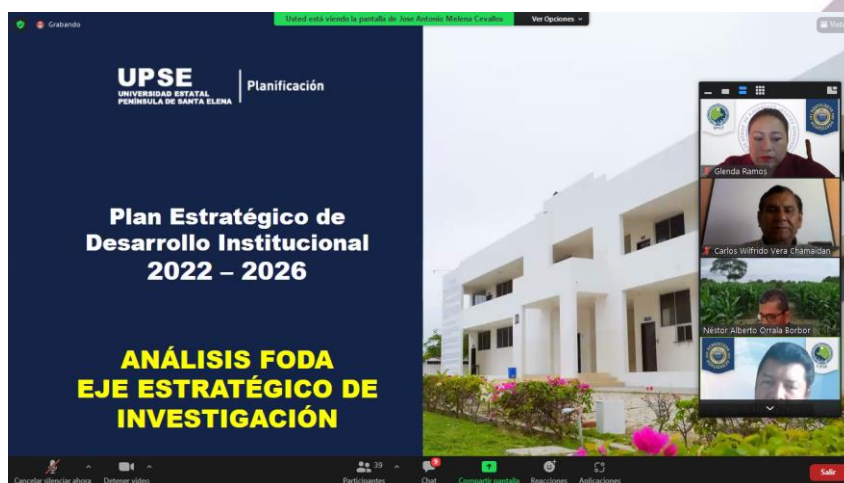 Grabando
Usted está viendo la pantalla de Jose Antonio Melena Cevallos
Ver Opciones
UPSE
UNIVERSIDAD ESTATAL
PENÍNSULA DE SANTA ELENA
Planificación
Plan Estratégico de
Desarrollo Institucional
2022 – 2026
ANÁLISIS FODA
EJE ESTRATÉGICO DE
INVESTIGACIÓN
Glenda Ramos
Carlos Wilfrido Vera Chamaidan
Néstor Alberto Orrala Borbor
Cancelar silenciar ahora
Detener video
39
Participantes
Chat
Compartir pantalla
Reacciones
Aplicaciones
Salir